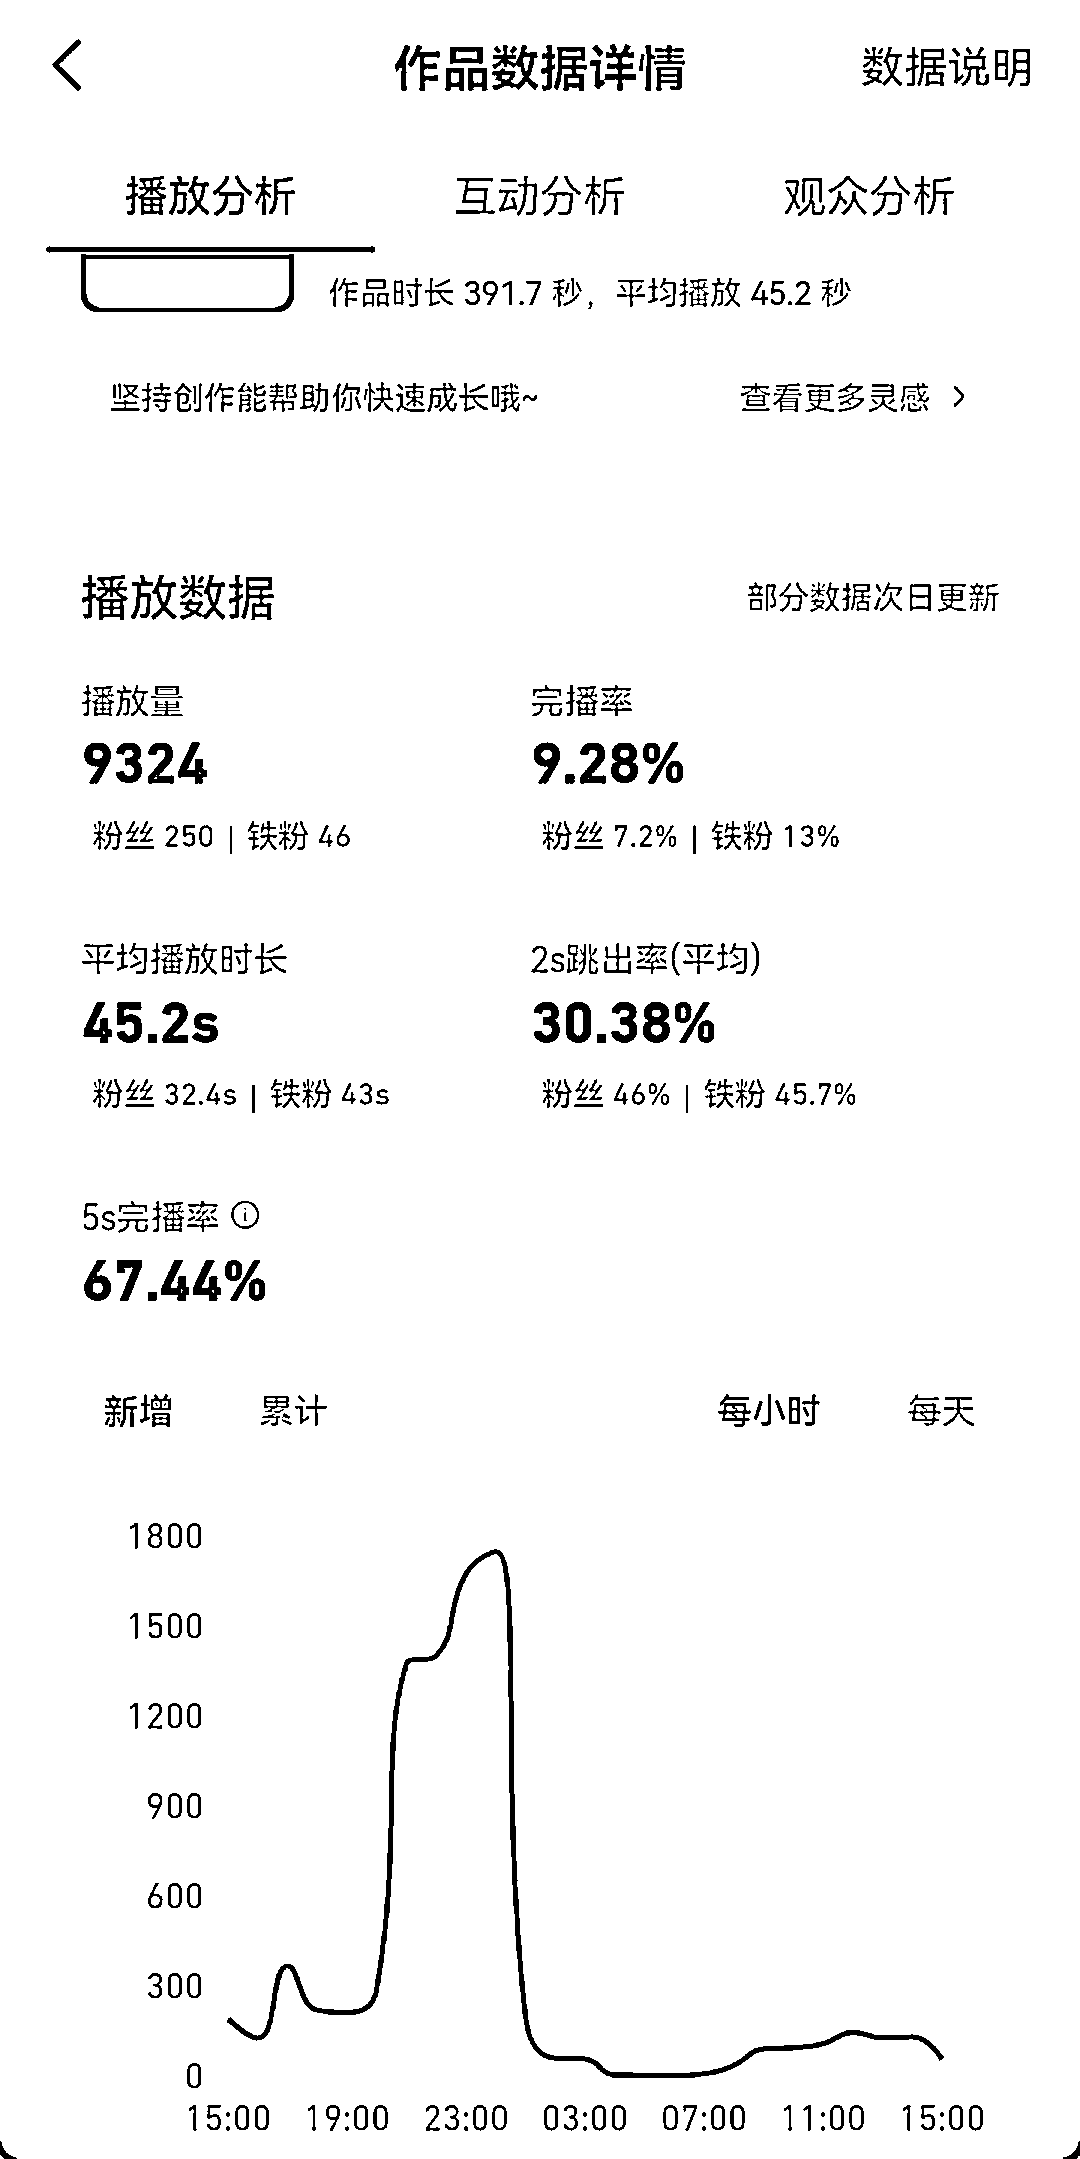 作品数据详情 数据说明
播放分析 互动分析 观众分析
作品时长 391.7 秒，平均播放 45.2 秒
坚持创作能帮助你快速成长哦~ 查看更多灵感 >
播放数据 部分数据次日更新
播放量 完播率
9324 9.28%
粉丝 250 | 铁粉 46 粉丝 7.2% | 铁粉 13%
平均播放时长 2s跳出率(平均)
45.2s 30.38%
粉丝 32.4s | 铁粉 43s 粉丝 46% | 铁粉 45.7%
5s完播率
67.44%
新增 累计 每小时 每天
1800
1500
1200
900
600
300
0
15:00 19:00 23:00 03:00 07:00 11:00 15:00